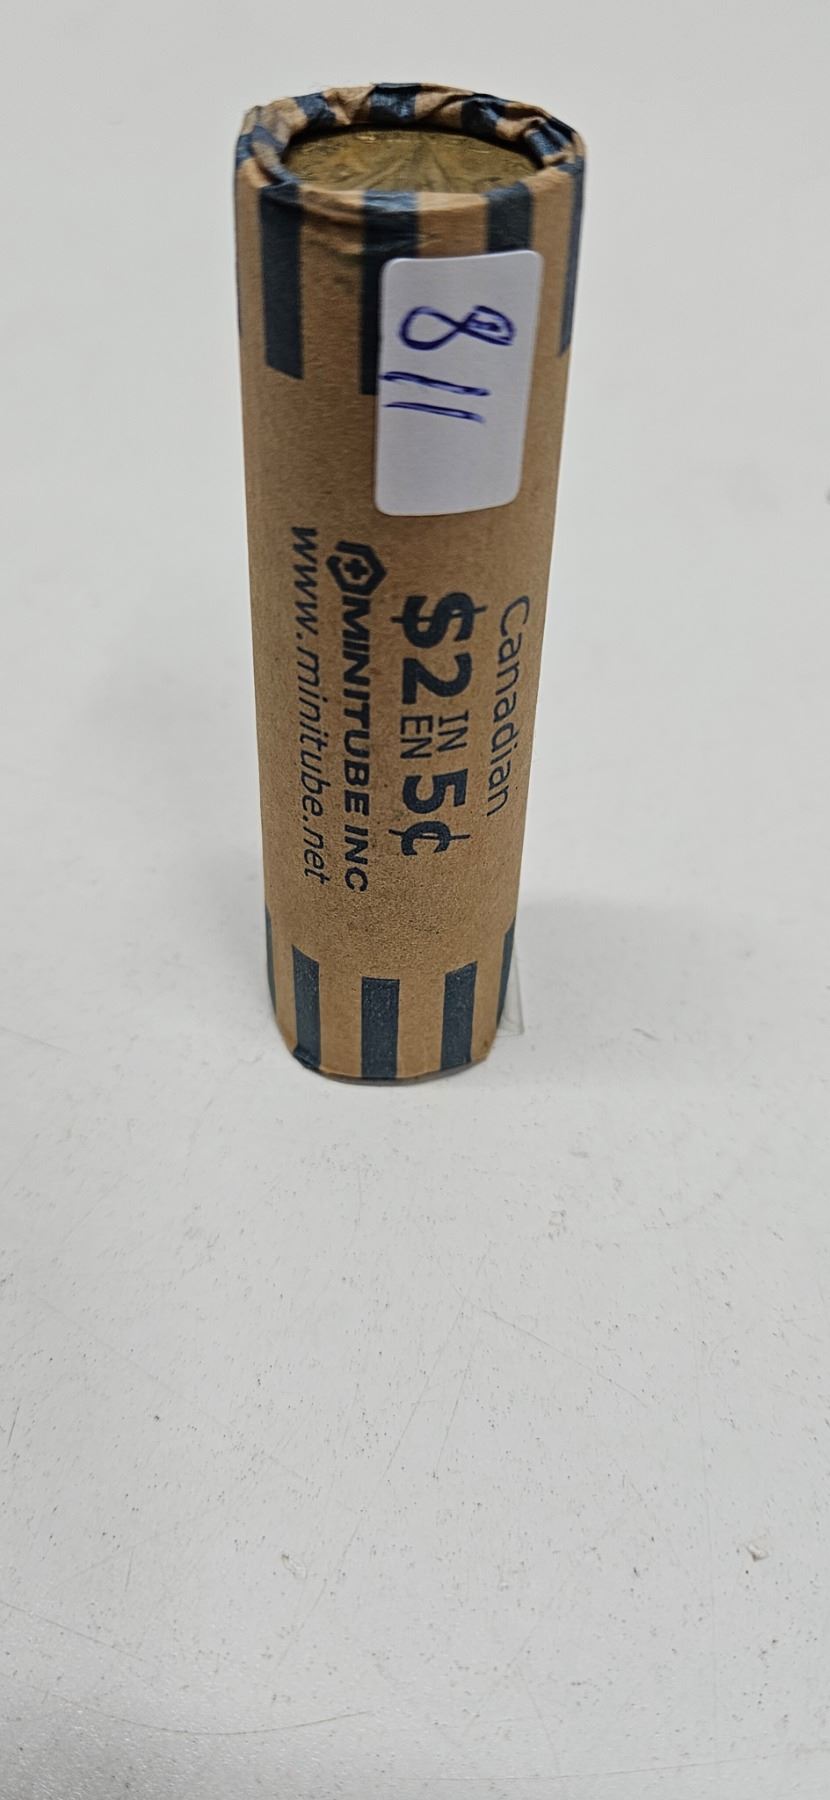 811
Canadian
$2 IN EN 5¢
MINITUBE INC
www.minitube.net